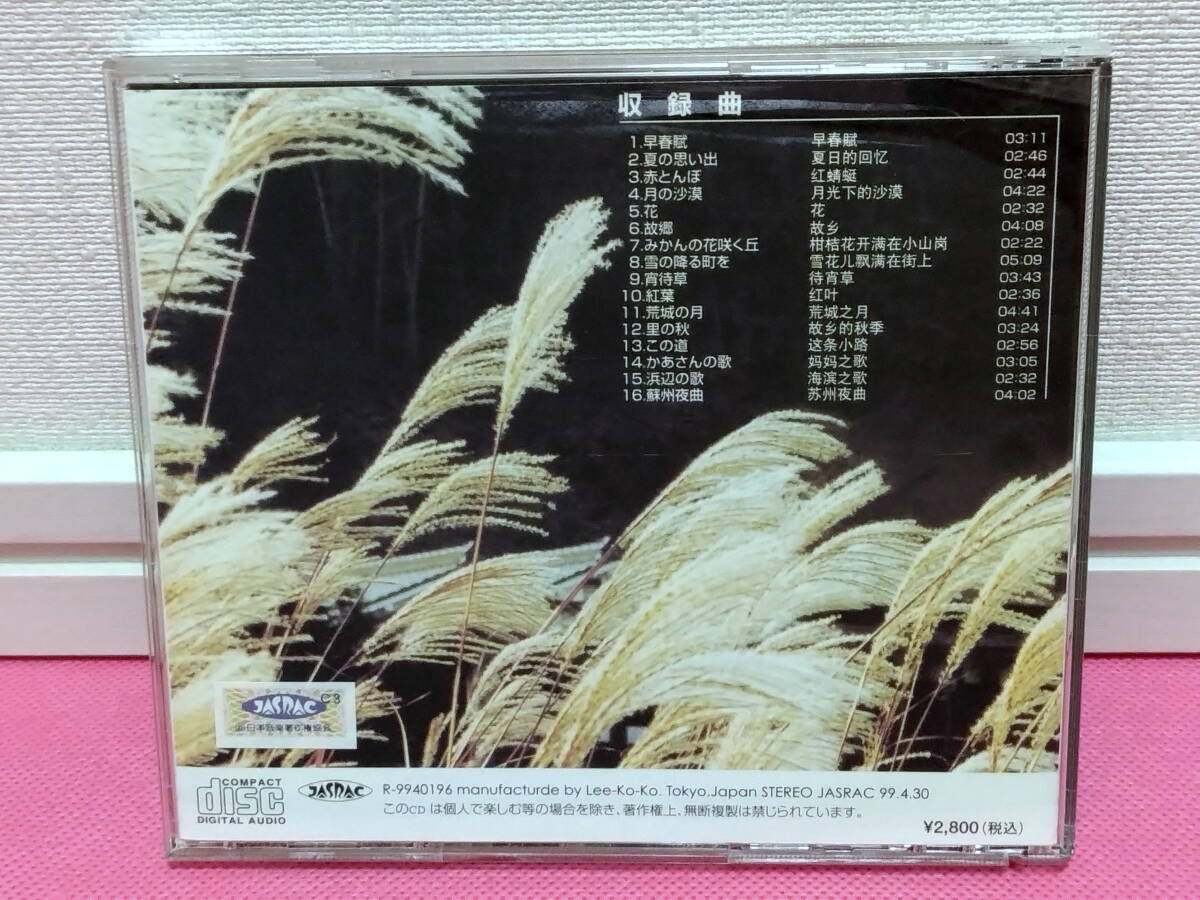 収録曲
1.早春賦 早春賦 03:11
2.夏の思い出 夏日的回忆 02:46
3.赤とんぼ 红蜻蜓 02:44
4.月の沙漠 月光下的沙漠 04:22
5.花 花 02:32
6.故郷 故乡 04:08
7.みかんの花咲く丘 柑桔花开满在小山岗 02:22
8.雪の降る町を 雪花儿飘满在街上 05:09
9.宵待草 待宵草 03:43
10.紅葉 红叶 02:36
11.荒城の月 荒城之月 04:41
12.里の秋 故乡的秋季 03:24
13.この道 这条小路 02:56
14.かあさんの歌 妈妈之歌 03:05
15.浜辺の歌 海滨之歌 02:32
16.蘇州夜曲 苏州夜曲 04:02
JASRAC
COMPACT disc DIGITAL AUDIO
JASRAC
R-9940196 manufacturde by Lee-Ko-Ko. Tokyo,Japan STEREO JASRAC 99.4.30
このCDは個人で楽しむ等の場合を除き、著作権上、無断複製は禁じられています。
¥2,800(税込)